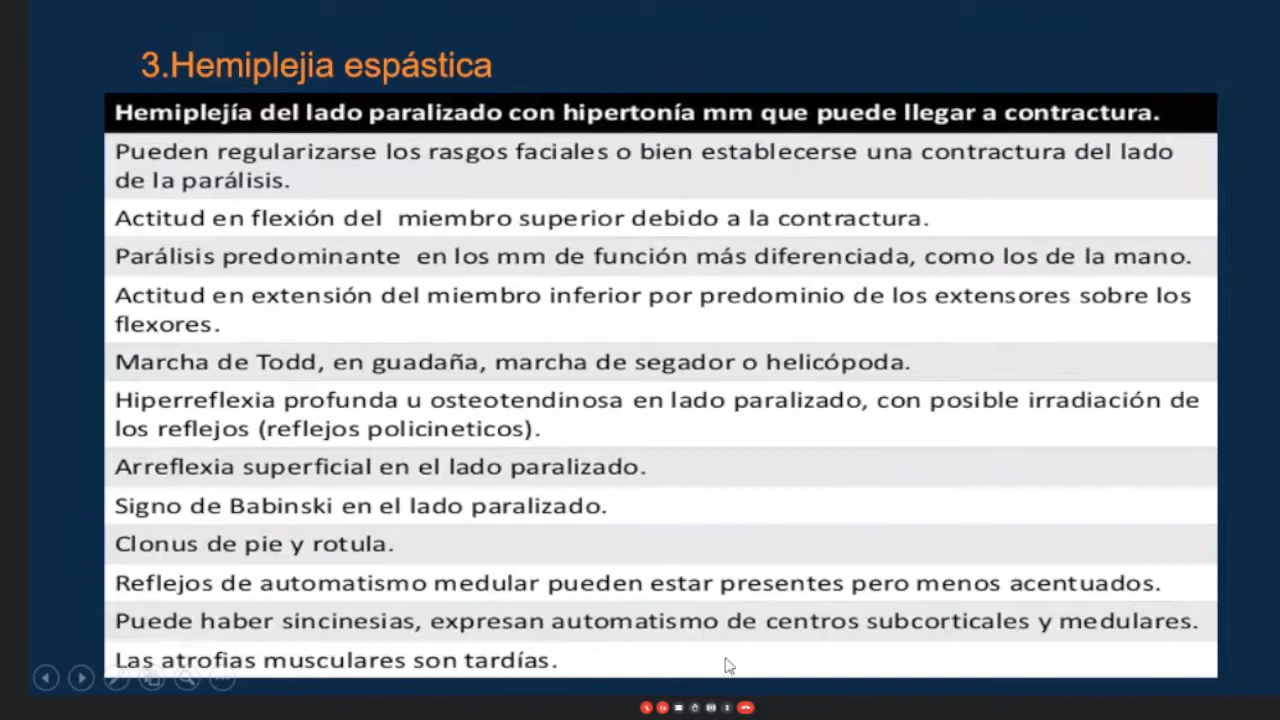 3.Hemiplejia espástica
Hemiplejía del lado paralizado con hipertonía mm que puede llegar a contractura.
Pueden regularizarse los rasgos faciales o bien establecerse una contractura del lado
de la parálisis.
Actitud en flexión del miembro superior debido a la contractura.
Parálisis predominante en los mm de función más diferenciada, como los de la mano.
Actitud en extensión del miembro inferior por predominio de los extensores sobre los
flexores.
Marcha de Todd, en guadaña, marcha de segador o helicópoda.
Hiperreflexia profunda u osteotendinosa en lado paralizado, con posible irradiación de
los reflejos (reflejos policineticos).
Arreflexia superficial en el lado paralizado.
Signo de Babinski en el lado paralizado.
Clonus de pie y rotula.
Reflejos de automatismo medular pueden estar presentes pero menos acentuados.
Puede haber sincinesias, expresan automatismo de centros subcorticales y medulares.
Las atrofias musculares son tardías.